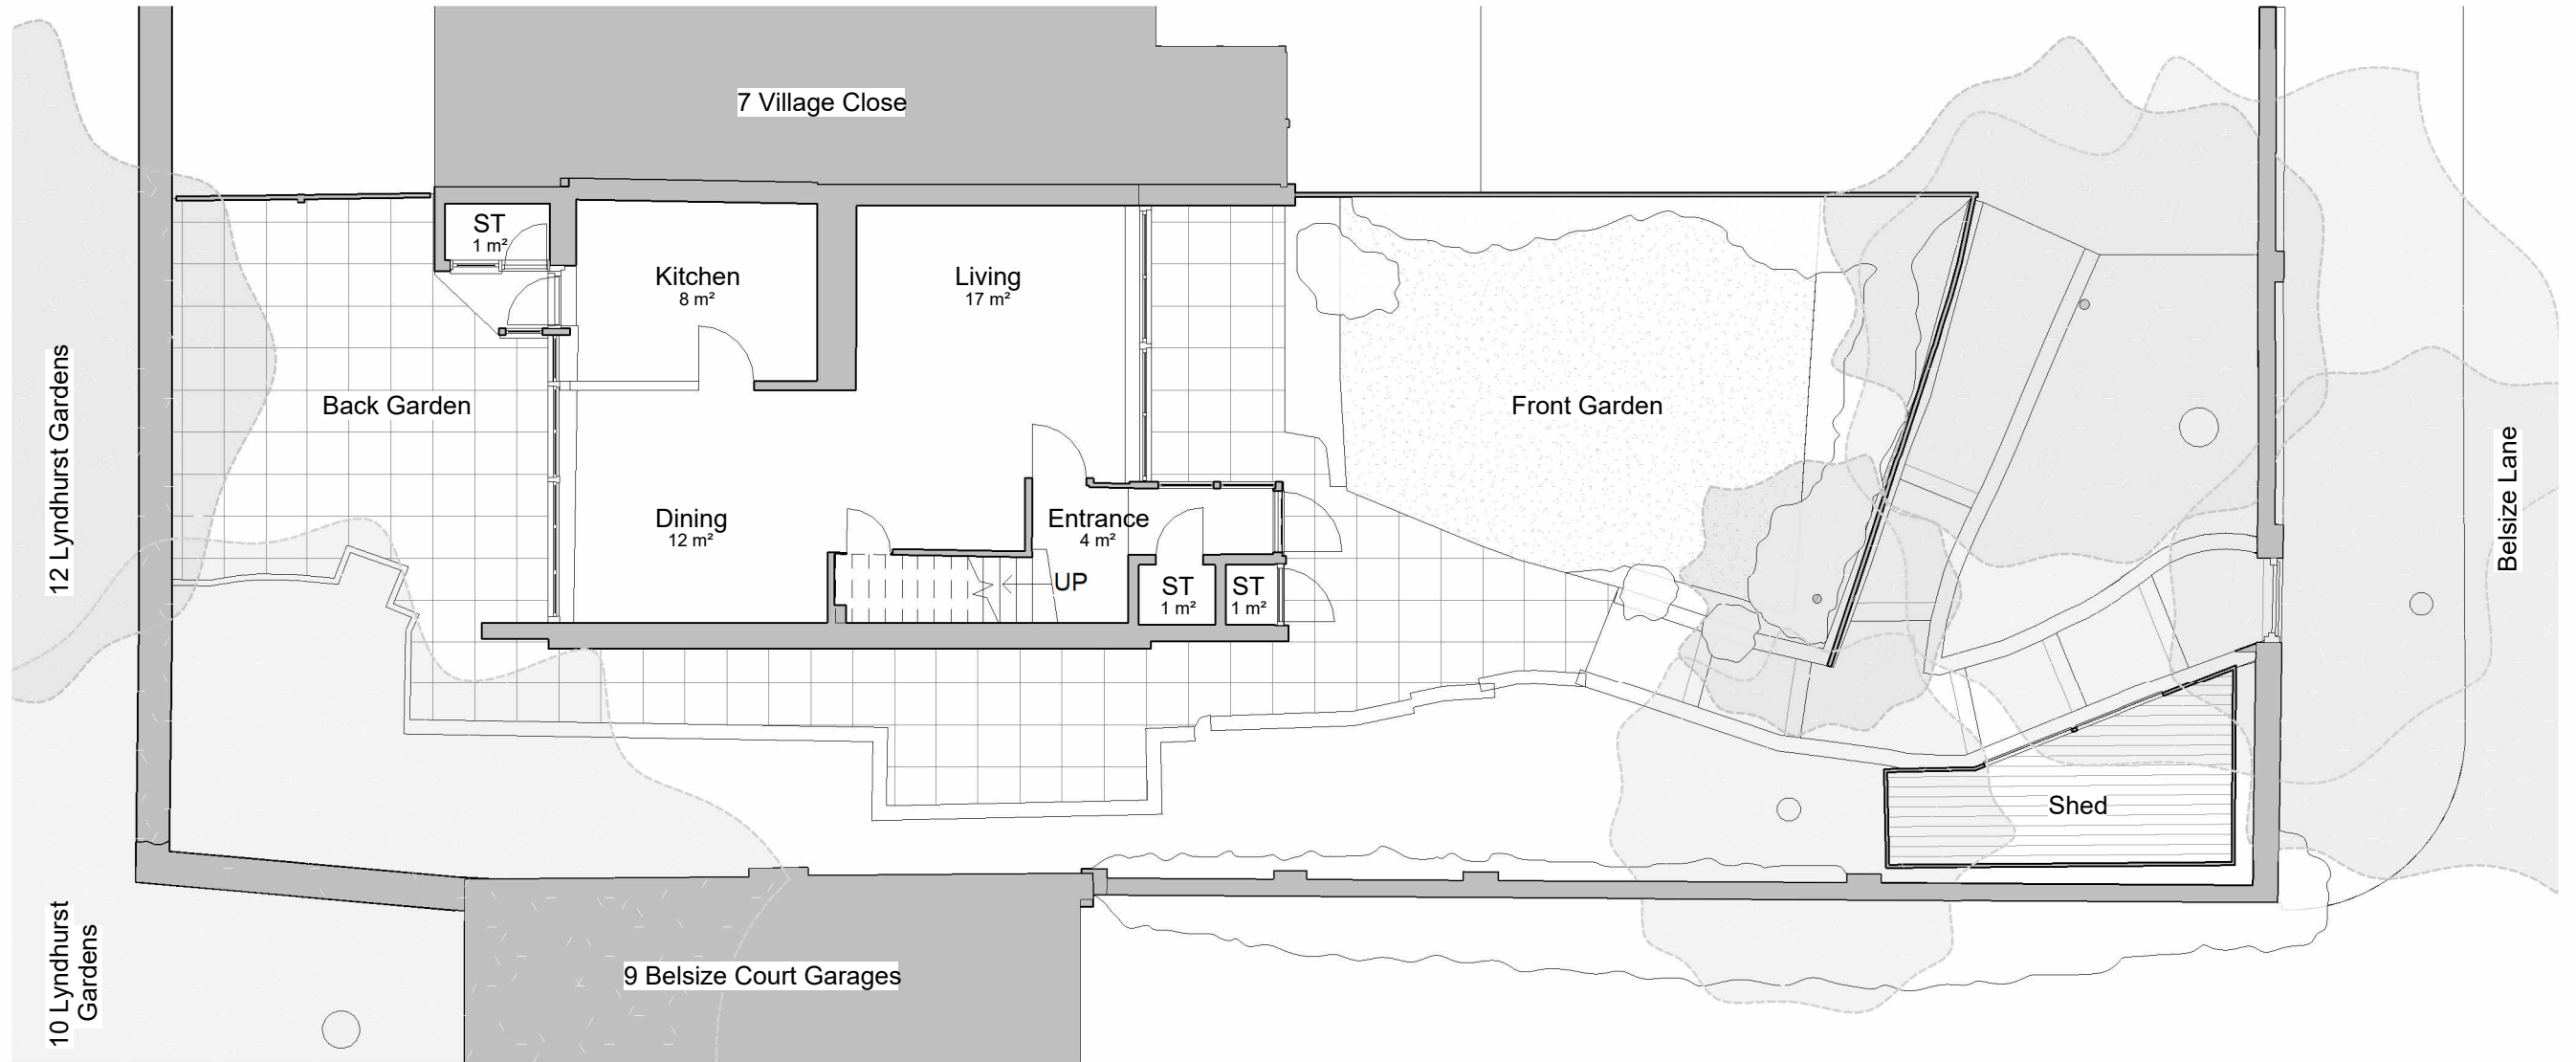 7 Village Close
ST
1 m²
Kitchen
8 m²
Living
17 m²
Back Garden
Front Garden
12 Lyndhurst Gardens
Belsize Lane
Dining
12 m²
Entrance
4 m²
UP
ST
1 m²
ST
1 m²
Shed
10 Lyndhurst
Gardens
9 Belsize Court Garages